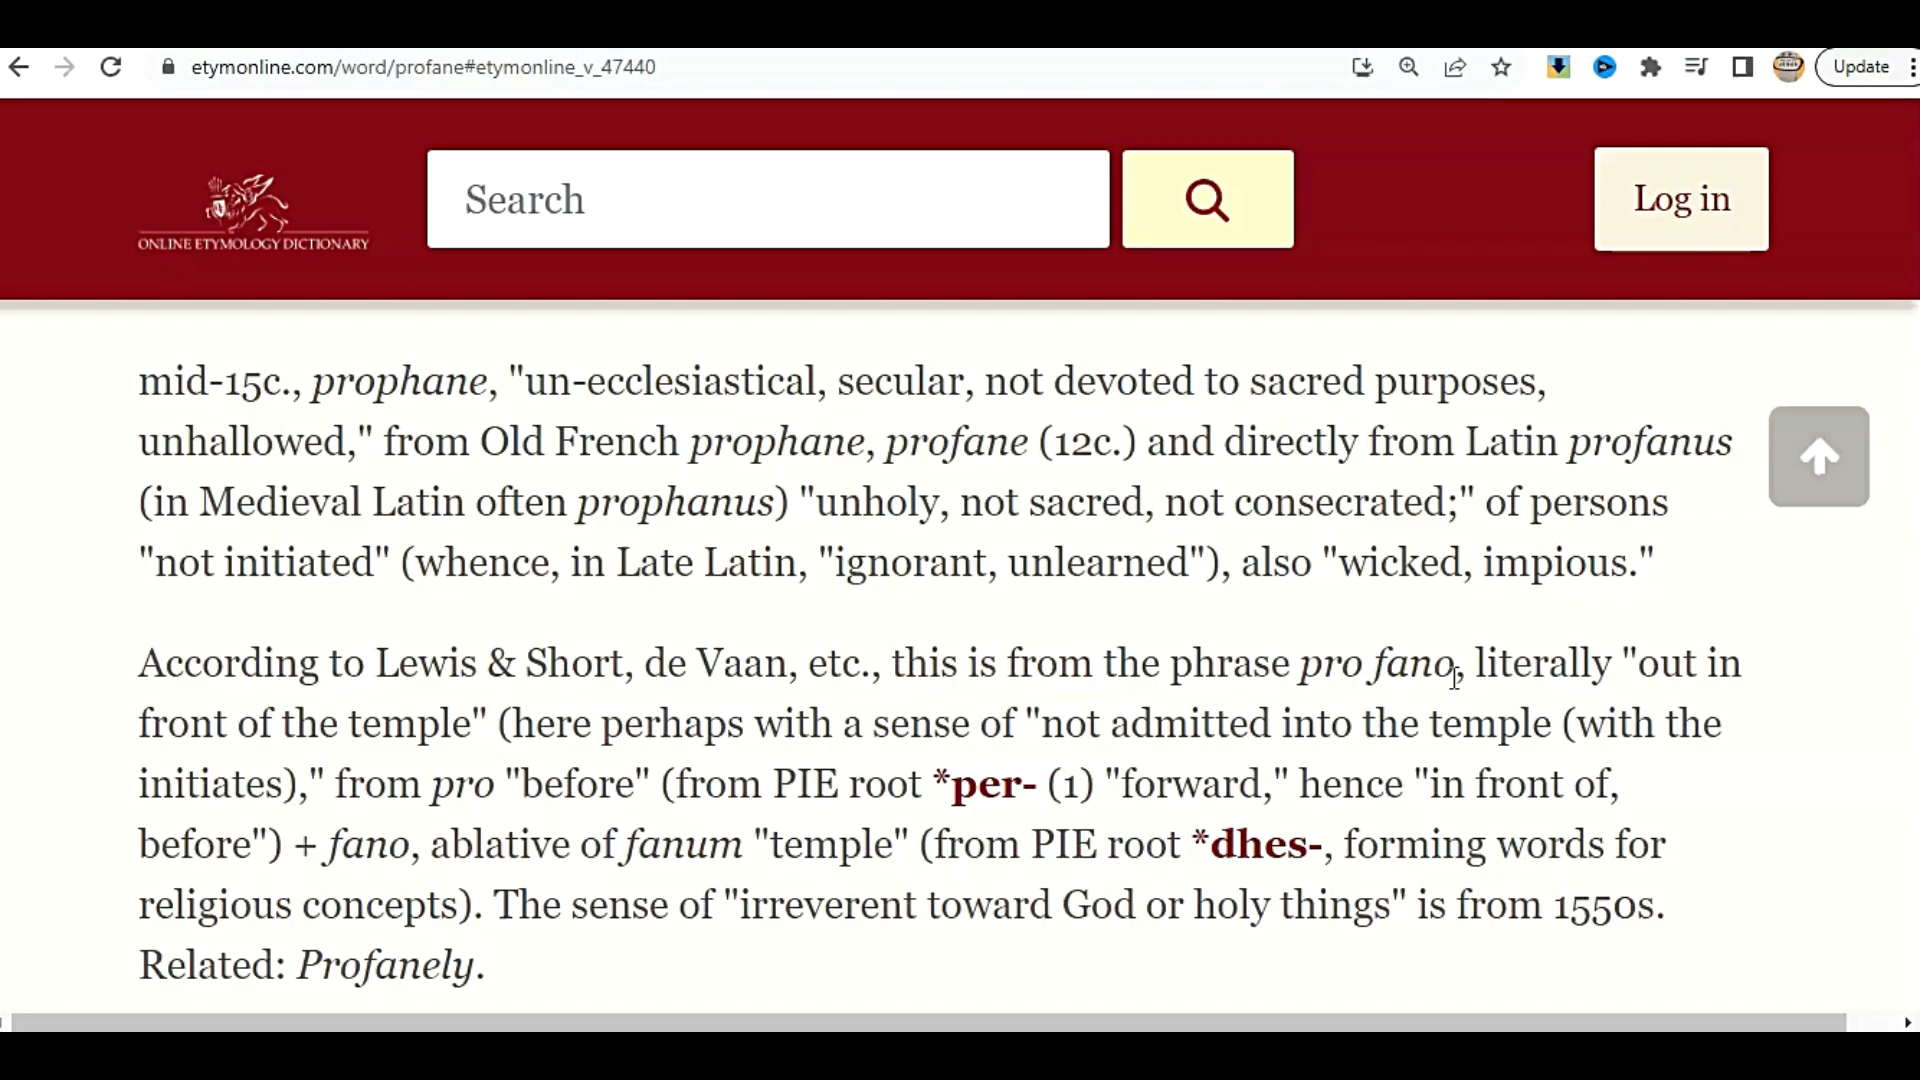 etymonline.com/word/profane#etymonline_v_47440
Update
ONLINE ETYMOLOGY DICTIONARY
Search
Log in
mid-15c., prophane, "un-ecclesiastical, secular, not devoted to sacred purposes,
unhallowed," from Old French prophane, profane (12c.) and directly from Latin profanus
(in Medieval Latin often prophanus) "unholy, not sacred, not consecrated;" of persons
"not initiated" (whence, in Late Latin, "ignorant, unlearned"), also "wicked, impious."
According to Lewis & Short, de Vaan, etc., this is from the phrase pro fano, literally "out in
front of the temple" (here perhaps with a sense of "not admitted into the temple (with the
initiates)," from pro "before" (from PIE root *per- (1) "forward," hence "in front of,
before") + fano, ablative of fanum "temple" (from PIE root *dhes-, forming words for
religious concepts). The sense of "irreverent toward God or holy things" is from 1550s.
Related: Profanely.